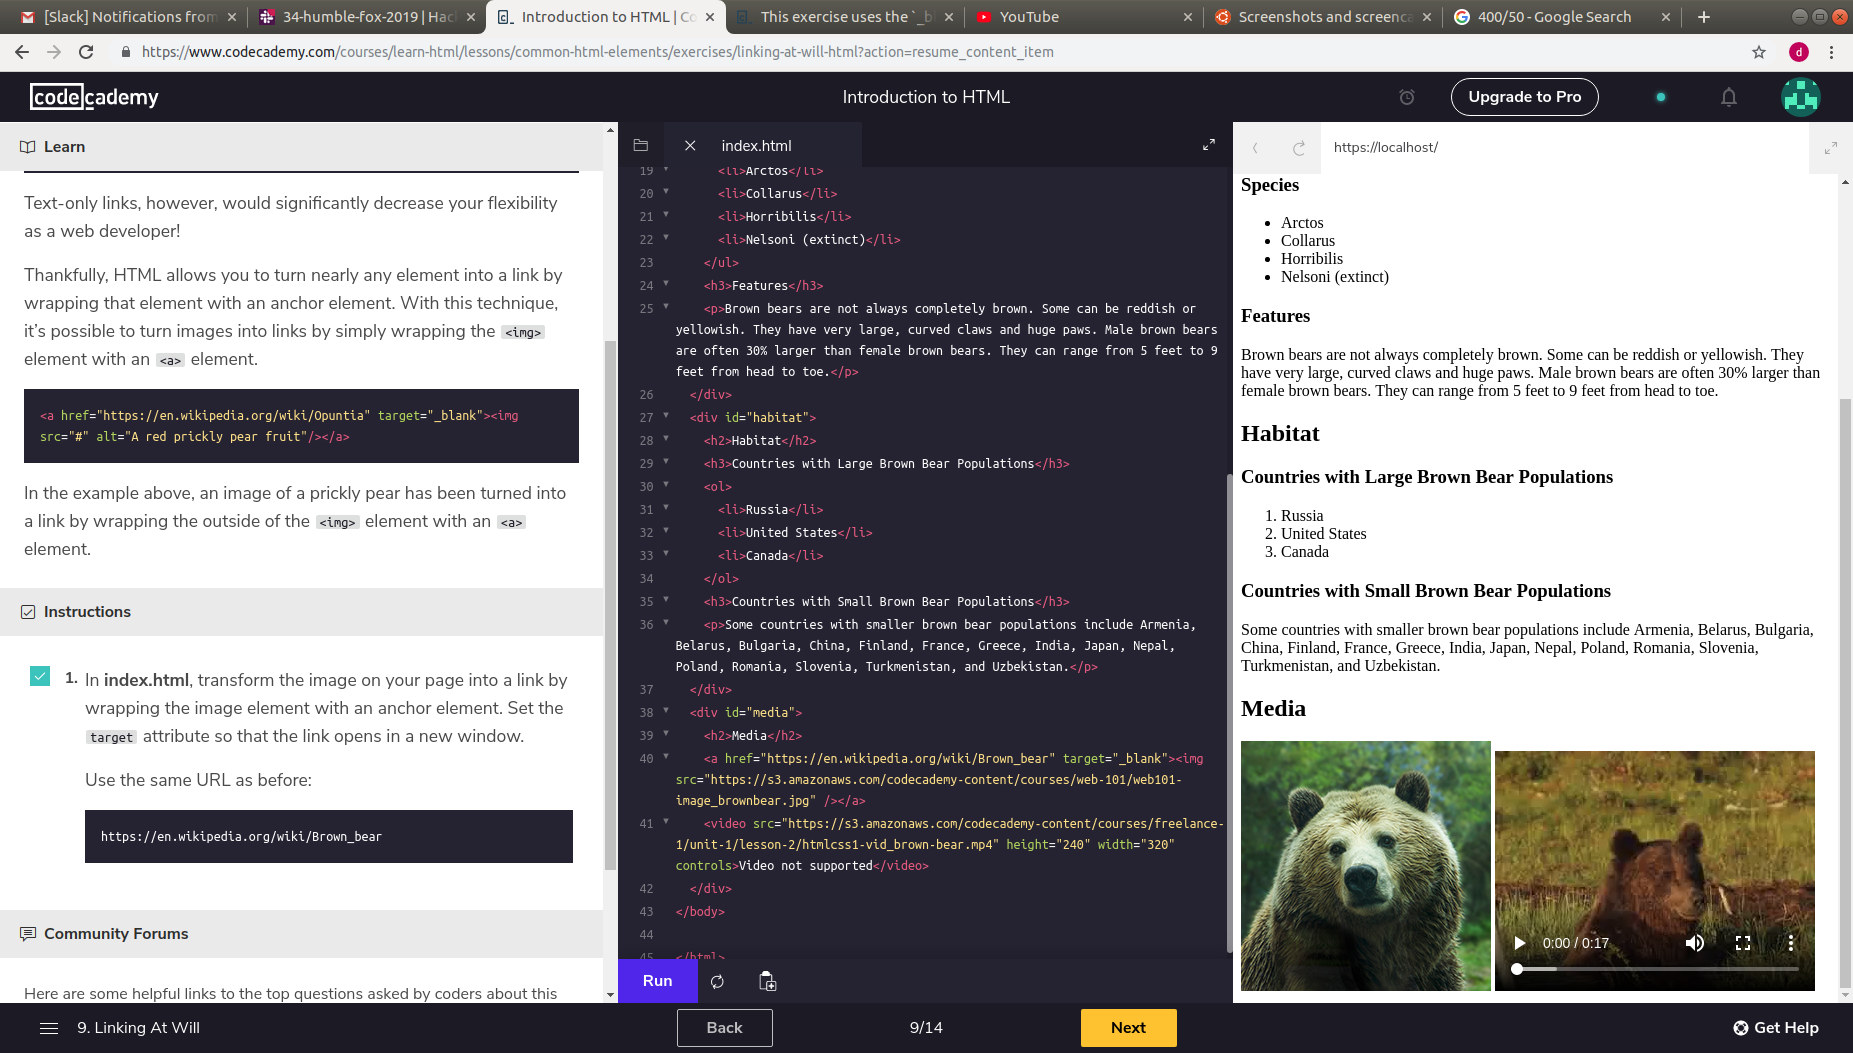 [Slack] Notifications from
34-humble-fox-2019 | Hac
Introduction to HTML | Co
This exercise uses the `_bl
YouTube
Screenshots and screenca
400/50 - Google Search
https://www.codecademy.com/courses/learn-html/lessons/common-html-elements/exercises/linking-at-will-html?action=resume_content_item
d
codecademy
Introduction to HTML
Upgrade to Pro
Learn
Text-only links, however, would significantly decrease your flexibility
as a web developer!
Thankfully, HTML allows you to turn nearly any element into a link by
wrapping that element with an anchor element. With this technique,
it's possible to turn images into links by simply wrapping the <img>
element with an <a> element.
<a href="https://en.wikipedia.org/wiki/Opuntia" target="_blank"><img
src="#" alt="A red prickly pear fruit"/></a>
In the example above, an image of a prickly pear has been turned into
a link by wrapping the outside of the <img> element with an <a>
element.
Instructions
1. In index.html, transform the image on your page into a link by
wrapping the image element with an anchor element. Set the
target attribute so that the link opens in a new window.
Use the same URL as before:
https://en.wikipedia.org/wiki/Brown_bear
Community Forums
Here are some helpful links to the top questions asked by coders about this
index.html
19 <li>Arctos</li>
20 <li>Collarus</li>
21 <li>Horribilis</li>
22 <li>Nelsoni (extinct)</li>
23 </ul>
24 <h3>Features</h3>
25 <p>Brown bears are not always completely brown. Some can be reddish or
yellowish. They have very large, curved claws and huge paws. Male brown bears
are often 30% larger than female brown bears. They can range from 5 feet to 9
feet from head to toe.</p>
26 </div>
27 <div id="habitat">
28 <h2>Habitat</h2>
29 <h3>Countries with Large Brown Bear Populations</h3>
30 <ol>
31 <li>Russia</li>
32 <li>United States</li>
33 <li>Canada</li>
34 </ol>
35 <h3>Countries with Small Brown Bear Populations</h3>
36 <p>Some countries with smaller brown bear populations include Armenia,
Belarus, Bulgaria, China, Finland, France, Greece, India, Japan, Nepal,
Poland, Romania, Slovenia, Turkmenistan, and Uzbekistan.</p>
37 </div>
38 <div id="media">
39 <h2>Media</h2>
40 <a href="https://en.wikipedia.org/wiki/Brown_bear" target="_blank"><img
src="https://s3.amazonaws.com/codecademy-content/courses/web-101/web101-
image_brownbear.jpg" /></a>
41 <video src="https://s3.amazonaws.com/codecademy-content/courses/freelance-
1/unit-1/lesson-2/htmlcss1-vid_brown-bear.mp4" height="240" width="320"
controls>Video not supported</video>
42 </div>
43 </body>
44
45 </html>
Run
https://localhost/
Species
• Arctos
• Collarus
• Horribilis
• Nelsoni (extinct)
Features
Brown bears are not always completely brown. Some can be reddish or yellowish. They
have very large, curved claws and huge paws. Male brown bears are often 30% larger than
female brown bears. They can range from 5 feet to 9 feet from head to toe.
Habitat
Countries with Large Brown Bear Populations
1. Russia
2. United States
3. Canada
Countries with Small Brown Bear Populations
Some countries with smaller brown bear populations include Armenia, Belarus, Bulgaria,
China, Finland, France, Greece, India, Japan, Nepal, Poland, Romania, Slovenia,
Turkmenistan, and Uzbekistan.
Media
0:00 / 0:17
9. Linking At Will
Back
9/14
Next
Get Help